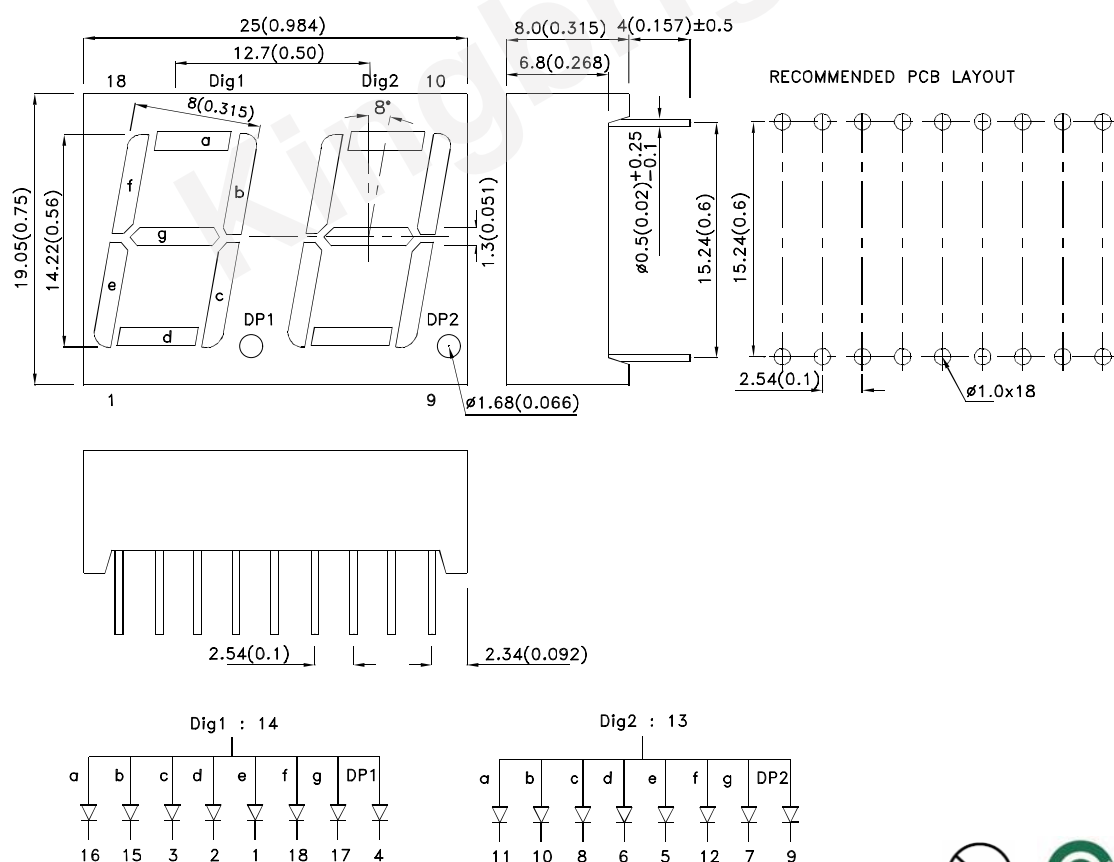 25(0.984)
12.7(0.50)
18 Dig1 Dig2 10
8(0.315)
8°
a
f
b
g
e
c
d
DP1
DP2
19.05(0.75)
14.22(0.56)
1.3(0.051)
1
9
ø1.68(0.066)
8.0(0.315) 4(0.157)±0.5
6.8(0.268)
ø0.5(0.02)+0.25
-0.1
15.24(0.6)
RECOMMENDED PCB LAYOUT
15.24(0.6)
2.54(0.1)
ø1.0x18
2.54(0.1)
2.34(0.092)
Dig1 : 14
a b c d e f g DP1
16 15 3 2 1 18 17 4
Dig2 : 13
a b c d e f g DP2
11 10 8 6 5 12 7 9